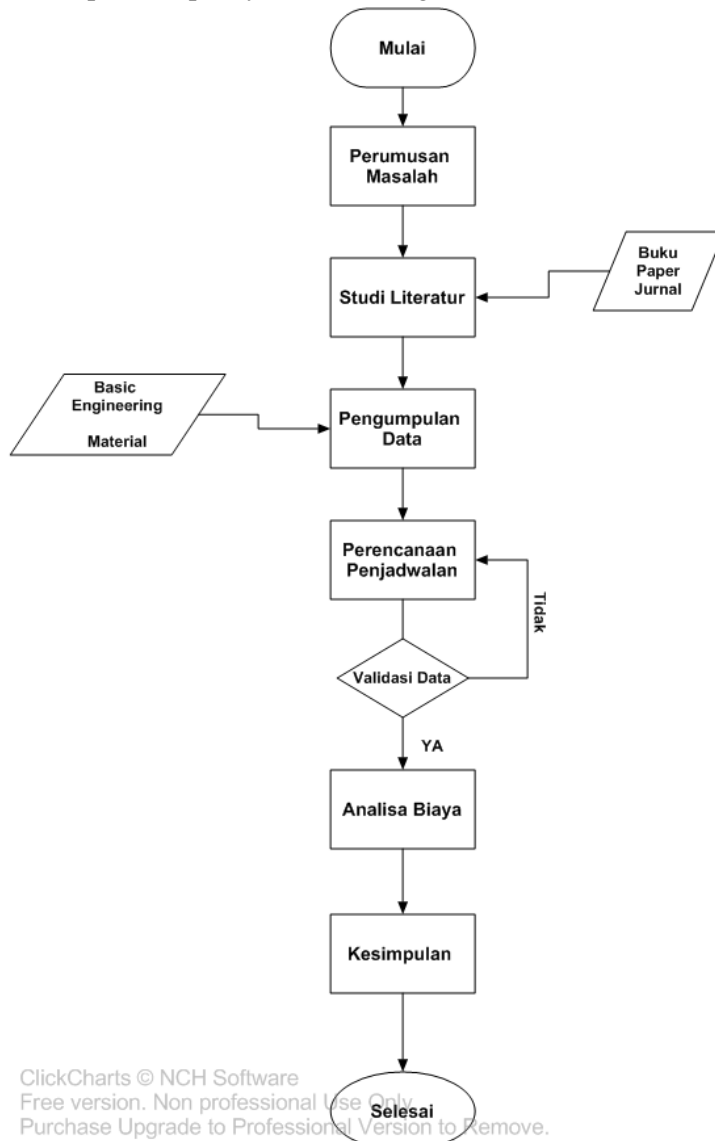 Mulai
Perumusan
Masalah
Studi Literatur
Buku
Paper
Jurnal
Basic
Engineering
Material
Pengumpulan
Data
Perencanaan
Penjadwalan
Tidak
Validasi Data
YA
Analisa Biaya
Kesimpulan
Selesai
ClickCharts © NCH Software
Free version. Non professional Use Only.
Purchase Upgrade to Professional Version to Remove.